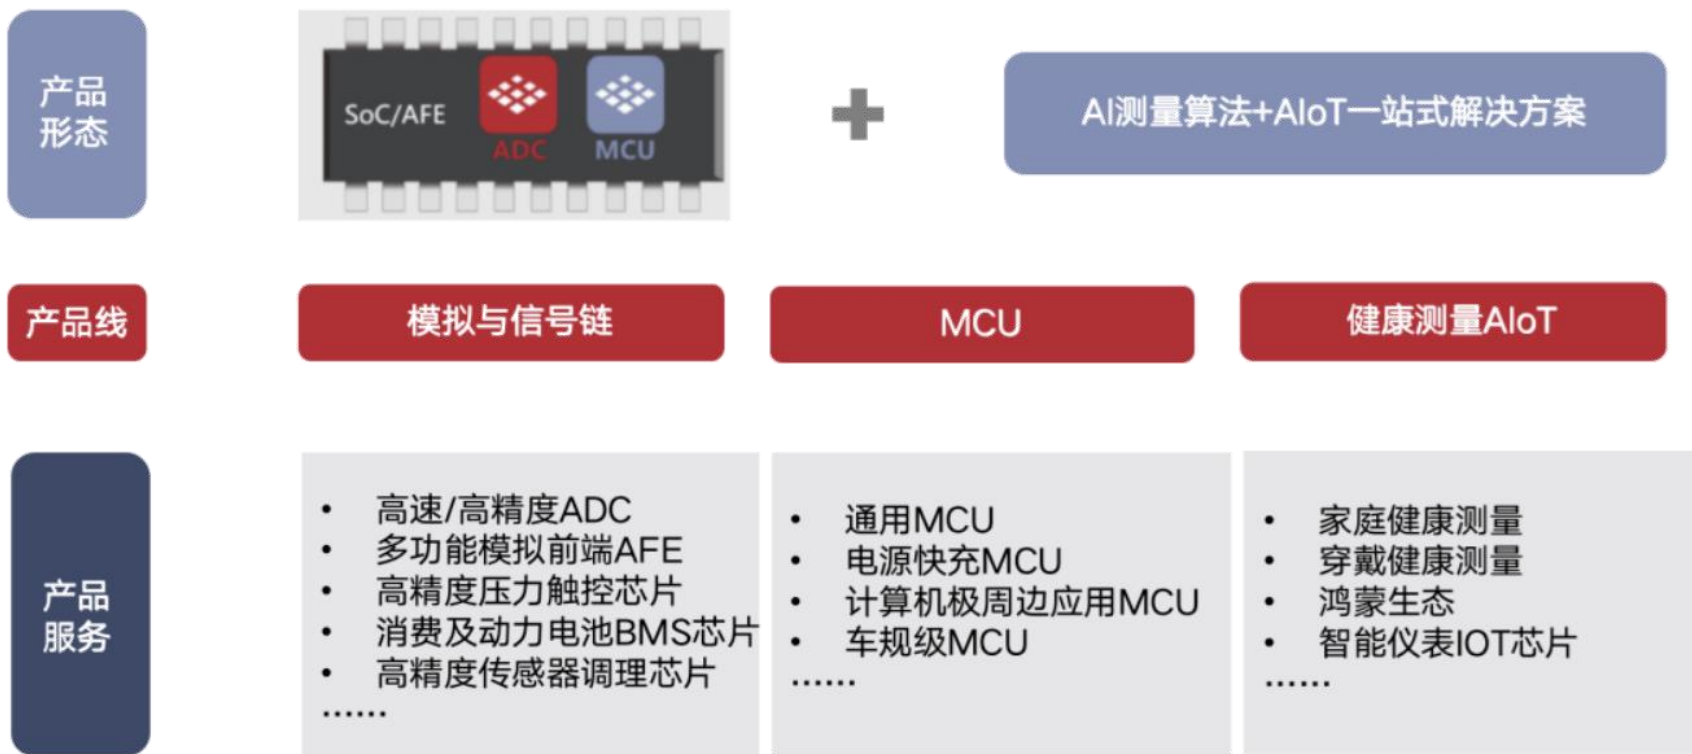 产品
形态
SoC/AFE
ADC
MCU
AI测量算法+AIoT一站式解决方案
产品线
模拟与信号链
MCU
健康测量AIoT
产品
服务
• 高速/高精度ADC
• 多功能模拟前端AFE
• 高精度压力触控芯片
• 消费及动力电池BMS芯片
• 高精度传感器调理芯片
……
• 通用MCU
• 电源快充MCU
• 计算机极周边应用MCU
• 车规级MCU
……
• 家庭健康测量
• 穿戴健康测量
• 鸿蒙生态
• 智能仪表IOT芯片
……